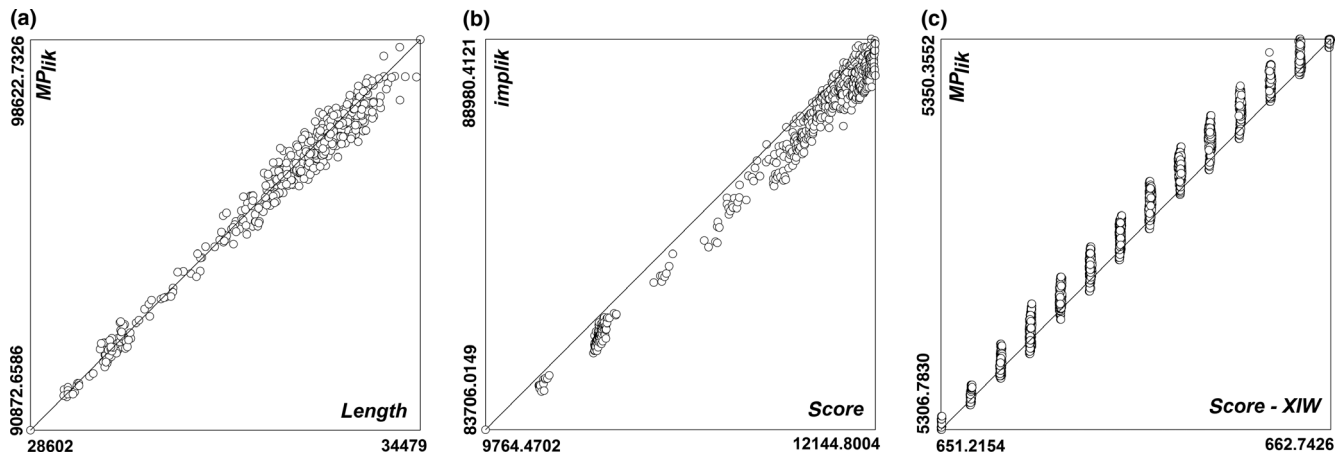 (a)
98622.7326
MPlik
90872.6586
Length
28602
34479
(b)
88980.4121
implik
83706.0149
Score
9764.4702
12144.8004
(c)
5350.3552
MPlik
5306.7830
Score - XIW
651.2154
662.7426